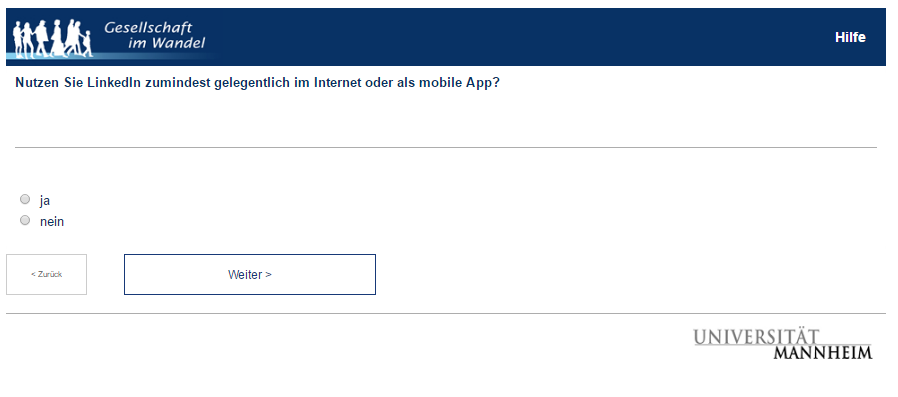 Gesellschaft
im Wandel
Hilfe
Nutzen Sie LinkedIn zumindest gelegentlich im Internet oder als mobile App?
ja
nein
< Zurück
Weiter >
UNIVERSITÄT
MANNHEIM